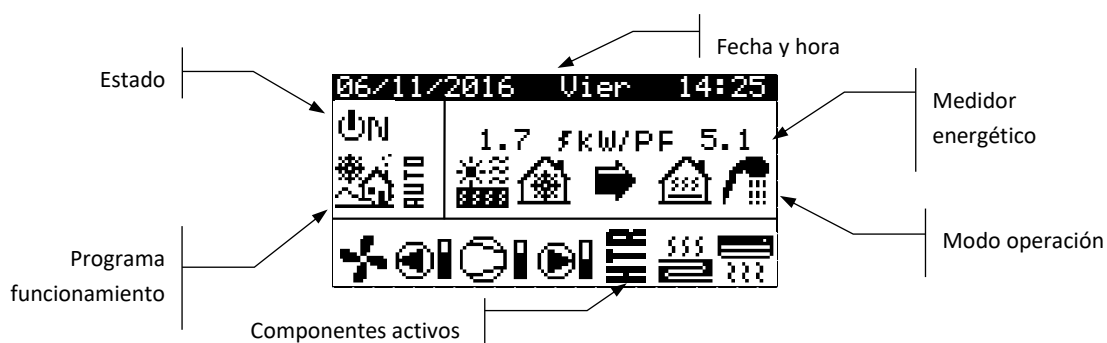 Fecha y hora
Estado
06/11/2016 Vier 14:25
Medidor
energético
ON
1.7 kW/PF 5.1
AUTO
Modo operación
Programa
funcionamiento
HTR
Componentes activos